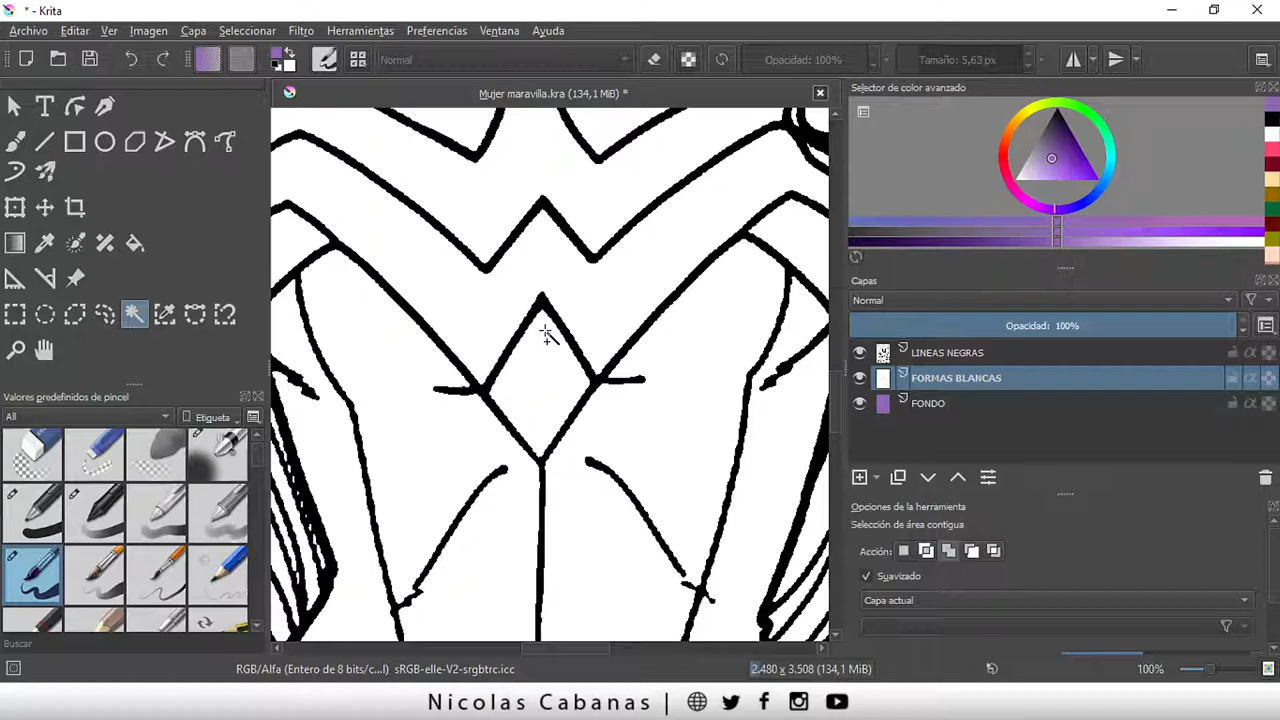 * - Krita
Archivo Editar Ver Imagen Capa Seleccionar Filtro Herramientas Preferencias Ventana Ayuda
Normal Opacidad: 100% Tamaño: 5,63 px
Mujer maravilla.kra (134,1 MiB) *
Selector de color avanzado
Capas
Normal
Opacidad: 100%
LINEAS NEGRAS
FORMAS BLANCAS
FONDO
Valores predefinidos de pincel
All Etiqueta
Opciones de la herramienta
Selección de área contigua
Acción:
Suavizado
Capa actual
Buscar
RGB/Alfa (Entero de 8 bits/c...l) sRGB-elle-V2-srgbtrc.icc
2.480 x 3.508 (134,1 MiB)
100%
Nicolas Cabanas |